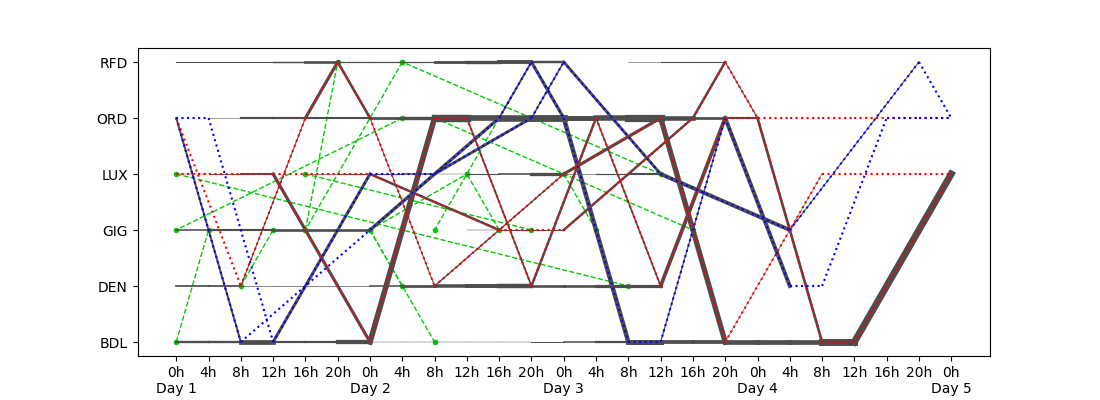 RFD
ORD
LUX
GIG
DEN
BDL
0h 4h 8h 12h 16h 20h 0h 4h 8h 12h 16h 20h 0h 4h 8h 12h 16h 20h 0h 4h 8h 12h 16h 20h 0h
Day 1 Day 2 Day 3 Day 4 Day 5